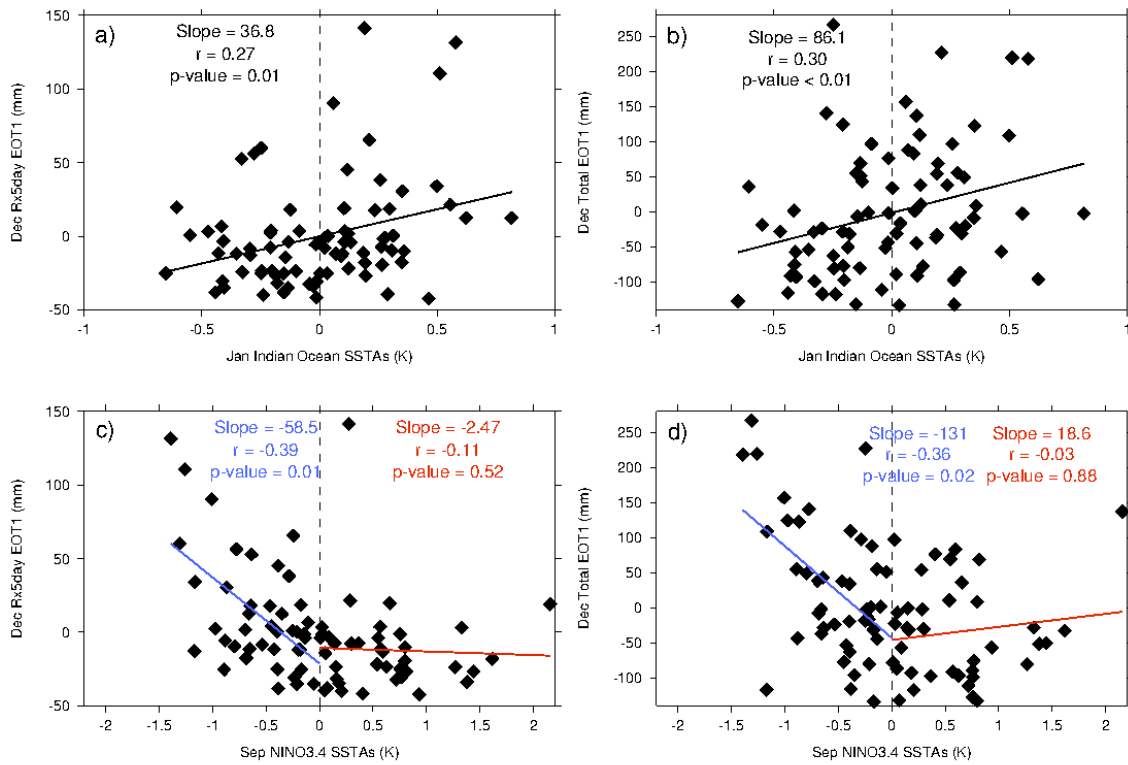 a)
Slope = 36.8
r = 0.27
p-value = 0.01
Dec Rx5day EOT1 (mm)
150
100
50
0
-50
-1
-0.5
0
0.5
1
Jan Indian Ocean SSTAs (K)
b)
Slope = 86.1
r = 0.30
p-value < 0.01
Dec Total EOT1 (mm)
250
200
150
100
50
0
-50
-100
-1
-0.5
0
0.5
1
Jan Indian Ocean SSTAs (K)
c)
Slope = -58.5
r = -0.39
p-value = 0.01
Slope = -2.47
r = -0.11
p-value = 0.52
Dec Rx5day EOT1 (mm)
150
100
50
0
-50
-2
-1.5
-1
-0.5
0
0.5
1
1.5
2
Sep NINO3.4 SSTAs (K)
d)
Slope = -131
r = -0.36
p-value = 0.02
Slope = 18.6
r = -0.03
p-value = 0.88
Dec Total EOT1 (mm)
250
200
150
100
50
0
-50
-100
-2
-1.5
-1
-0.5
0
0.5
1
1.5
2
Sep NINO3.4 SSTAs (K)